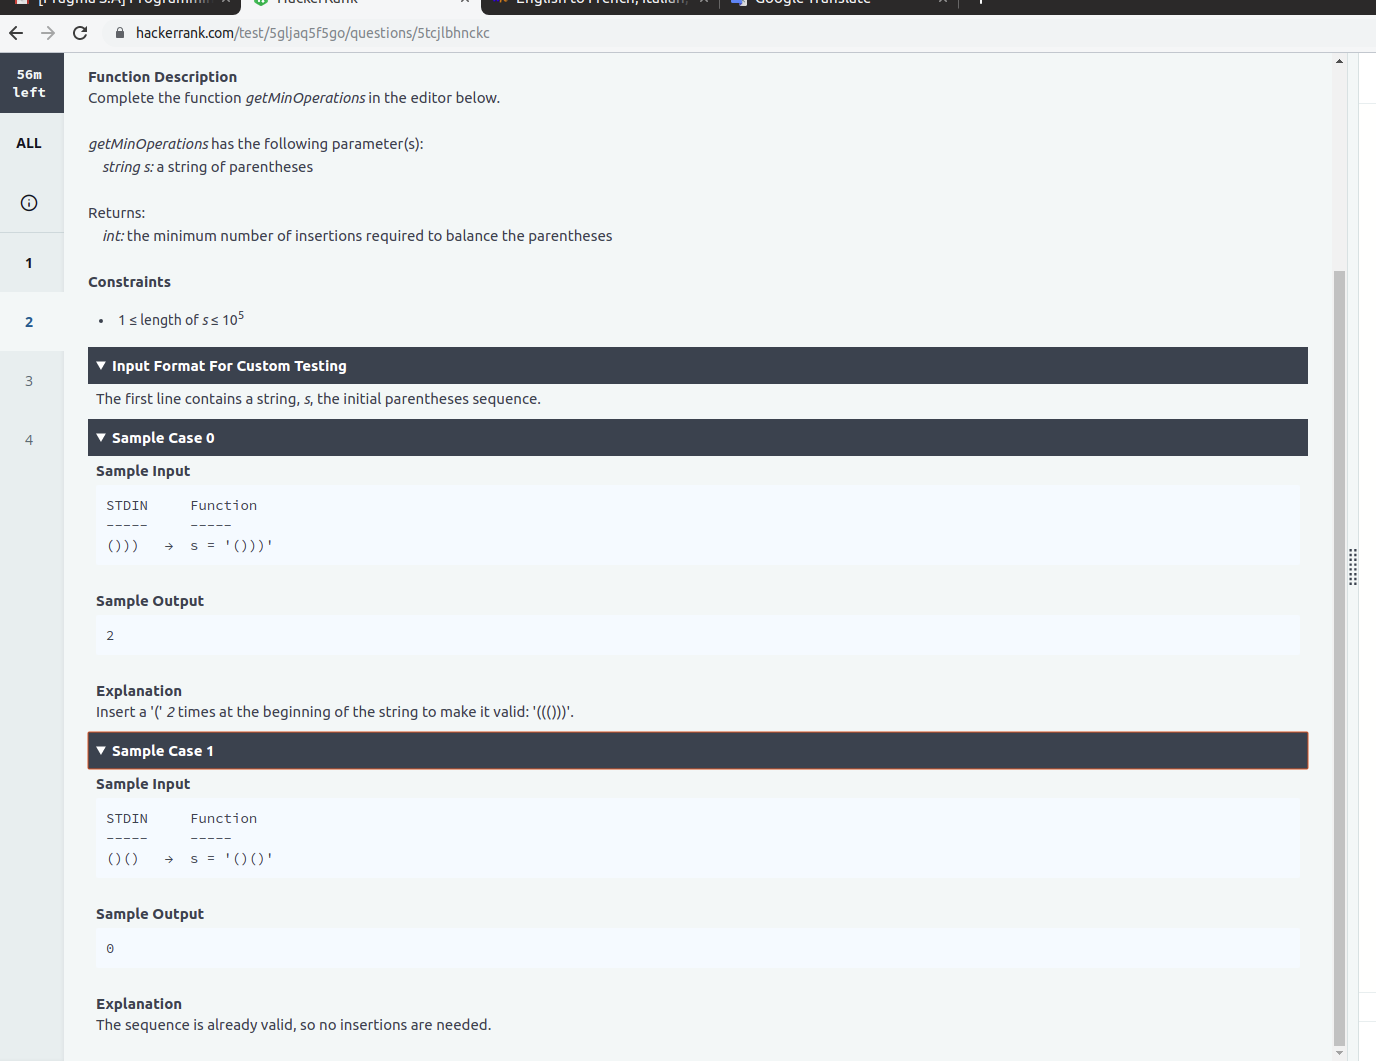 HackerRank
Google Translate
hackerrank.com/test/5gljaq5f5go/questions/5tcjlbhnckc
56m
left
ALL
1
2
3
4
Function Description
Complete the function getMinOperations in the editor below.
getMinOperations has the following parameter(s):
string s: a string of parentheses
Returns:
int: the minimum number of insertions required to balance the parentheses
Constraints
• 1 ≤ length of s ≤ 10⁵
▼ Input Format For Custom Testing
The first line contains a string, s, the initial parentheses sequence.
▼ Sample Case 0
Sample Input
STDIN Function
----- -----
())) → s = '()))'
Sample Output
2
Explanation
Insert a '(' 2 times at the beginning of the string to make it valid: '((()))'.
▼ Sample Case 1
Sample Input
STDIN Function
----- -----
()() → s = '()()'
Sample Output
0
Explanation
The sequence is already valid, so no insertions are needed.